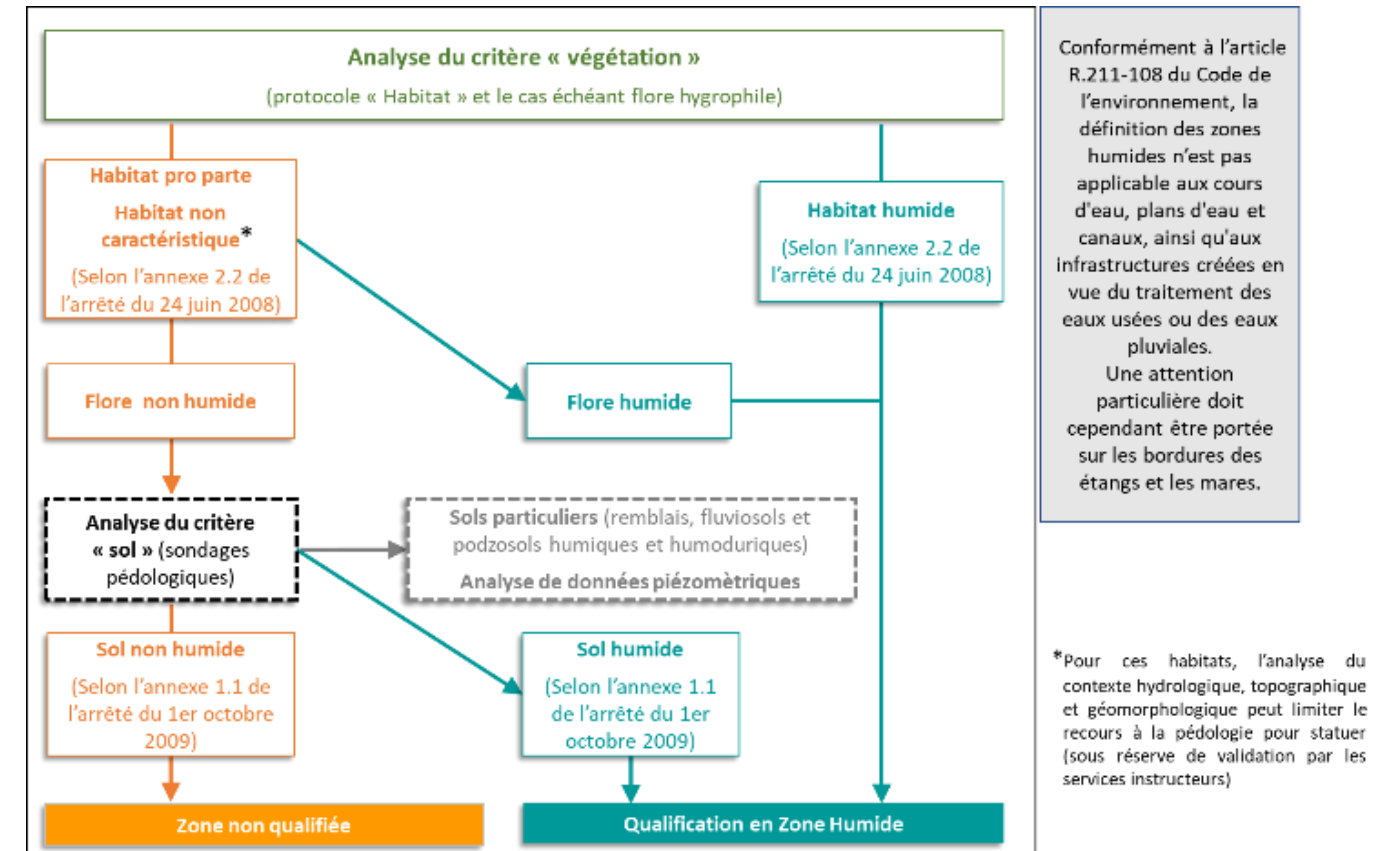 Analyse du critère « végétation »
(protocole « Habitat » et le cas échéant flore hygrophile)
Habitat pro parte
Habitat non
caractéristique*
(Selon l'annexe 2.2 de
l'arrêté du 24 juin 2008)
Habitat humide
(Selon l'annexe 2.2 de
l'arrêté du 24 juin 2008)
Flore non humide
Flore humide
Analyse du critère
« sol » (sondages
pédologiques)
Sols particuliers (remblais, fluviosols et
podzosols humiques et humoduriques)
Analyse de données piézomètriques
Sol non humide
(Selon l'annexe 1.1 de
l'arrêté du 1er octobre
2009)
Sol humide
(Selon l'annexe 1.1
de l'arrêté du 1er
octobre 2009)
Zone non qualifiée
Qualification en Zone Humide
Conformément à l'article
R.211-108 du Code de
l'environnement, la
définition des zones
humides n'est pas
applicable aux cours
d'eau, plans d'eau et
canaux, ainsi qu'aux
infrastructures créées en
vue du traitement des
eaux usées ou des eaux
pluviales.
Une attention
particulière doit
cependant être portée
sur les bordures des
étangs et les mares.
*Pour ces habitats, l'analyse du
contexte hydrologique, topographique
et géomorphologique peut limiter le
recours à la pédologie pour statuer
(sous réserve de validation par les
services instructeurs)